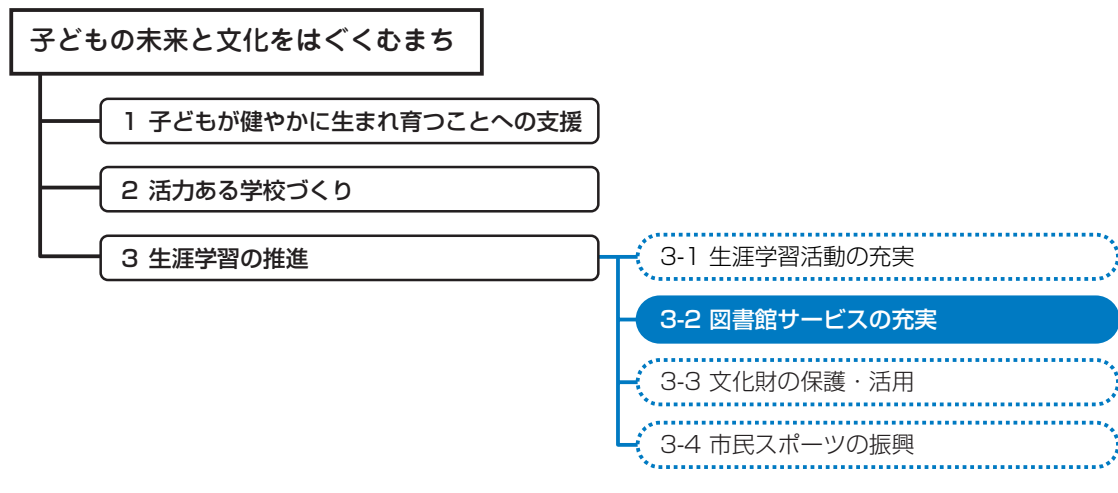 子どもの未来と文化をはぐくむまち
1 子どもが健やかに生まれ育つことへの支援
2 活力ある学校づくり
3 生涯学習の推進
3-1 生涯学習活動の充実
3-2 図書館サービスの充実
3-3 文化財の保護・活用
3-4 市民スポーツの振興